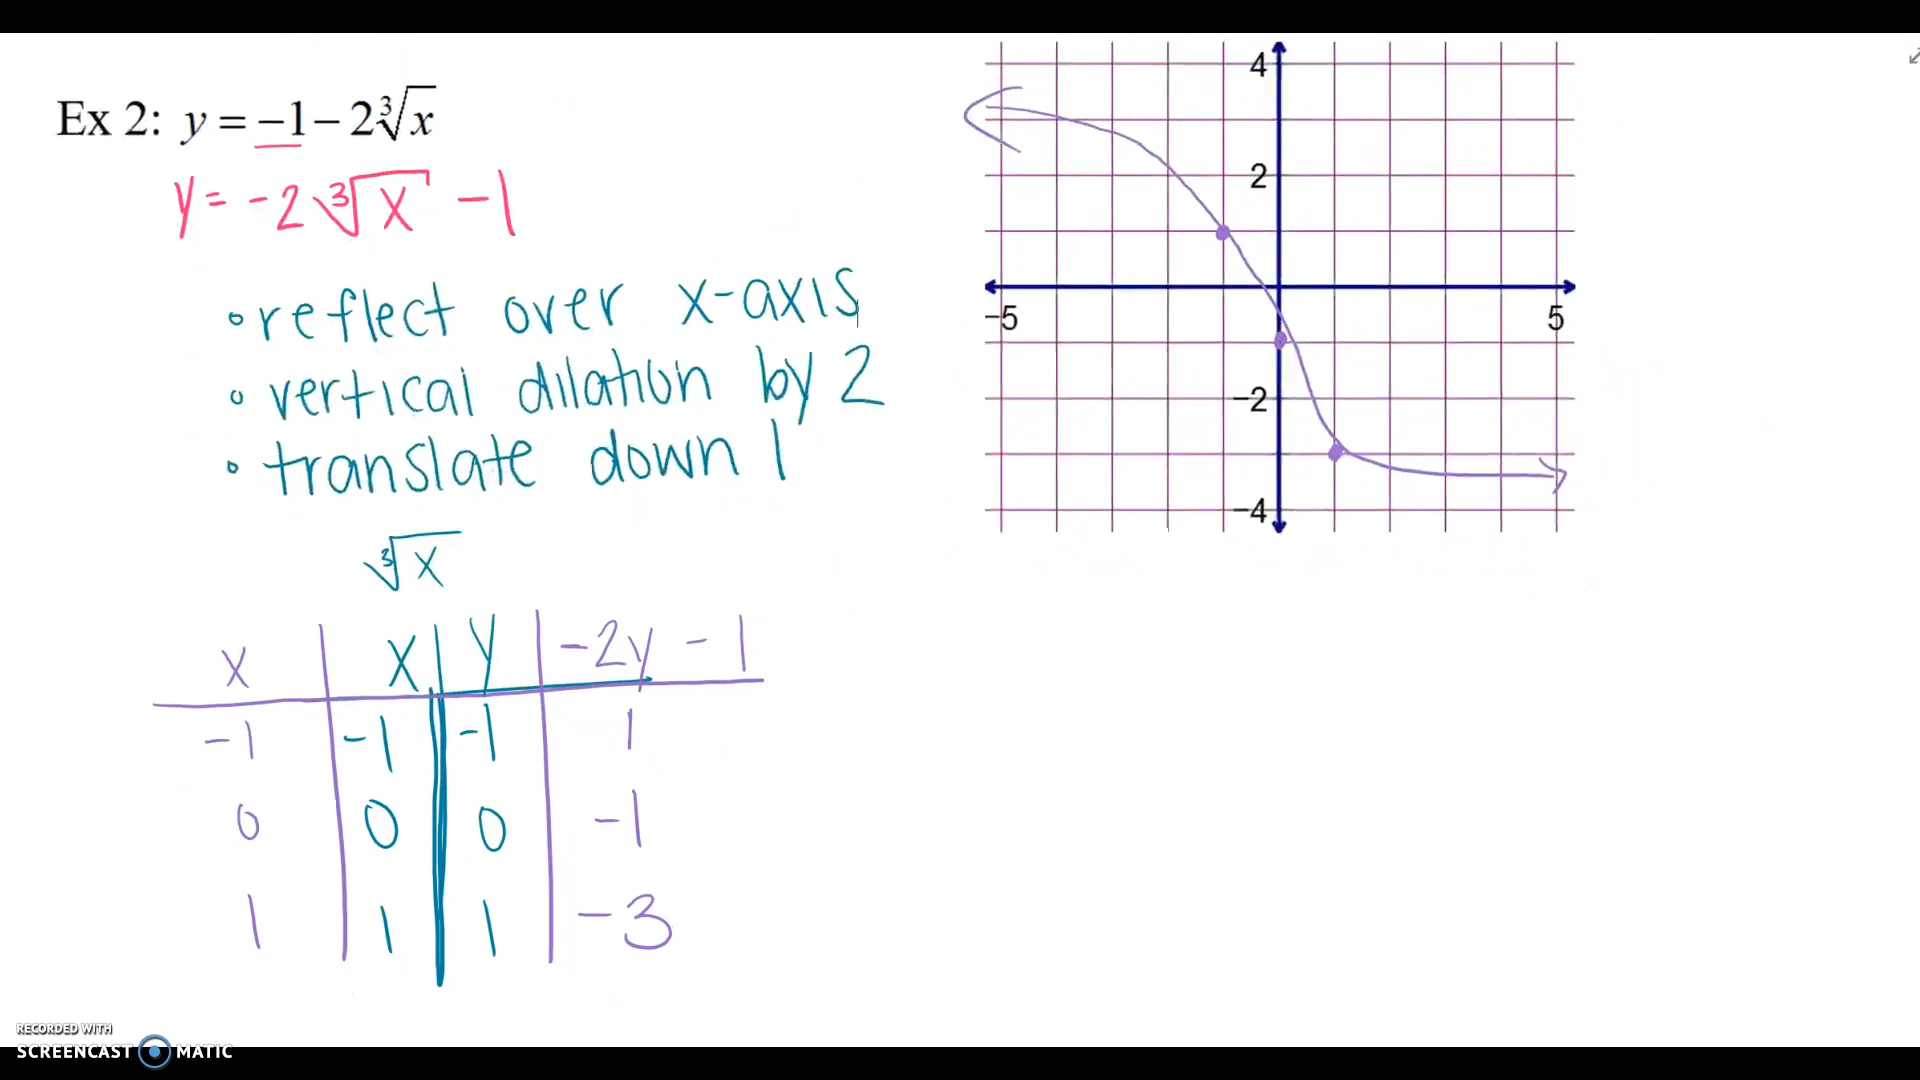 Ex 2: y = −1 − 2∛x
y = -2∛x - 1
• reflect over x-axis
• vertical dilation by 2
• translate down 1
∛x
x | x | y | -2y - 1
-1 | -1 | -1 | 1
0 | 0 | 0 | -1
1 | 1 | 1 | -3
4
2
-5 5
-2
-4
RECORDED WITH
SCREENCAST MATIC